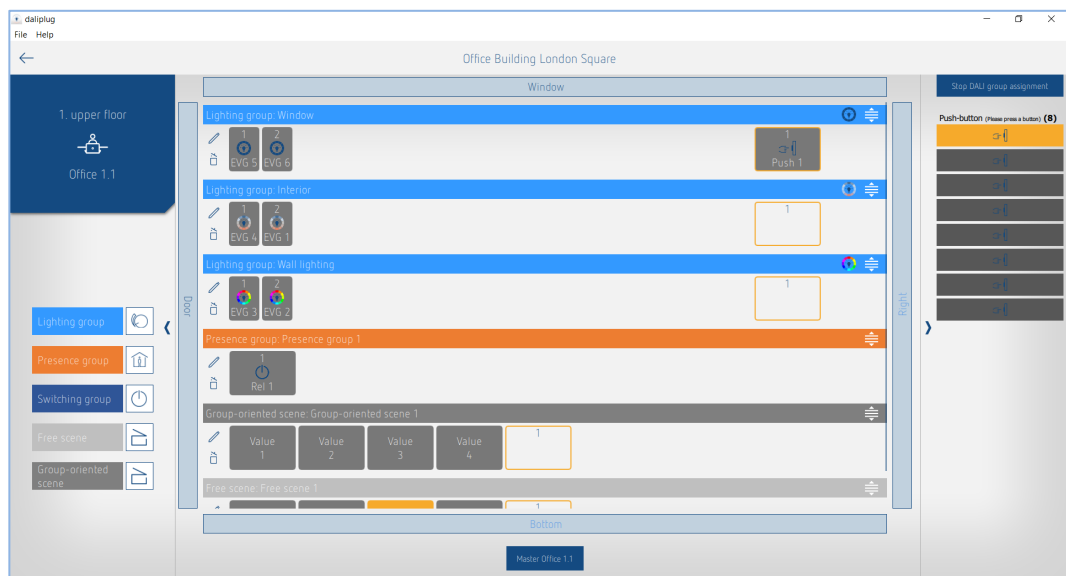 daliplug
File Help
Office Building London Square
1. upper floor
Office 1.1
Lighting group
Presence group
Switching group
Free scene
Group-oriented
scene
Window
Door
Lighting group: Window
1 2
EVG 5 EVG 6
1
Push 1
Lighting group: Interior
1 2
EVG 4 EVG 1
1
Lighting group: Wall lighting
1 2
EVG 3 EVG 2
1
Presence group: Presence group 1
1
Rel 1
Group-oriented scene: Group-oriented scene 1
Value Value Value Value 1
1 2 3 4
Free scene: Free scene 1
1
Bottom
Master Office 1.1
Right
Stop DALI group assignment
Push-button (Please press a button) (8)